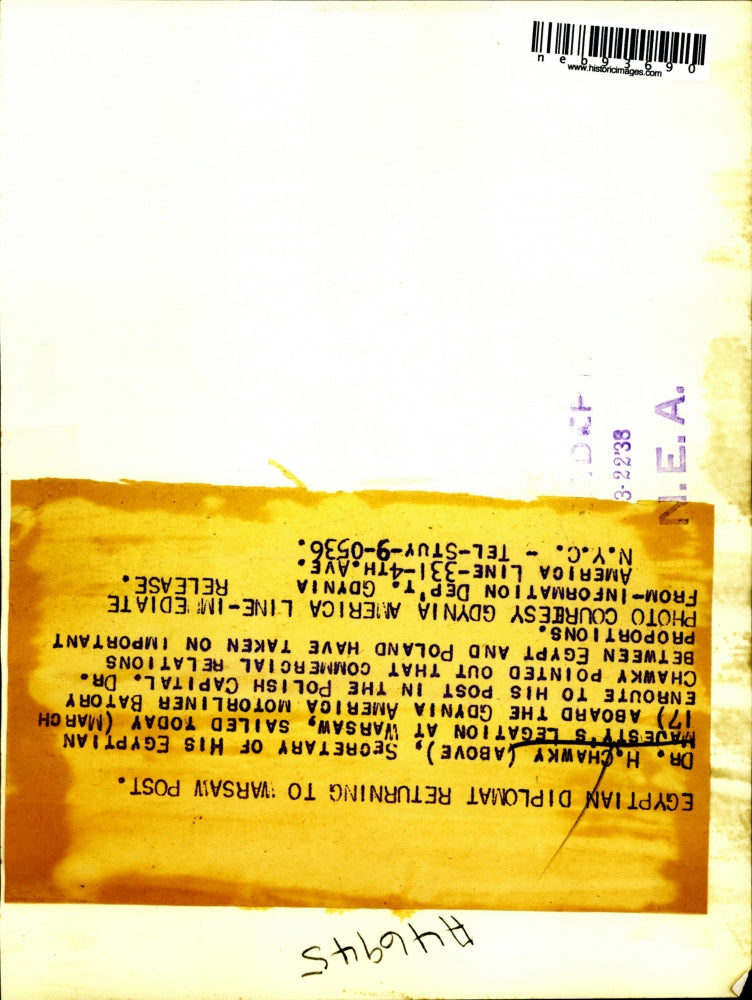 neb93690
www.historicimages.com
3-22 38
N.E.A.
EGYPTIAN DIPLOMAT RETURNING TO WARSAW POST.
DR. H. CHAWKY (ABOVE), SECRETARY OF HIS EGYPTIAN
MAJESTY'S LEGATION AT WARSAW, SAILED TODAY (MARCH
17) ABOARD THE GDYNIA AMERICA MOTORLINER BATORY
ENROUTE TO HIS POST IN THE POLISH CAPITAL. DR.
CHAWKY POINTED OUT THAT COMMERCIAL RELATIONS
BETWEEN EGYPT AND POLAND HAVE TAKEN ON IMPORTANT
PROPORTIONS.
PHOTO COURTESY GDYNIA AMERICA LINE-IMMEDIATE
FROM-INFORMATION DEP'T. GDYNIA RELEASE.
AMERICA LINE-331-4TH.AVE.
N.Y.C. - TEL-STUY-9-0536.
A46945